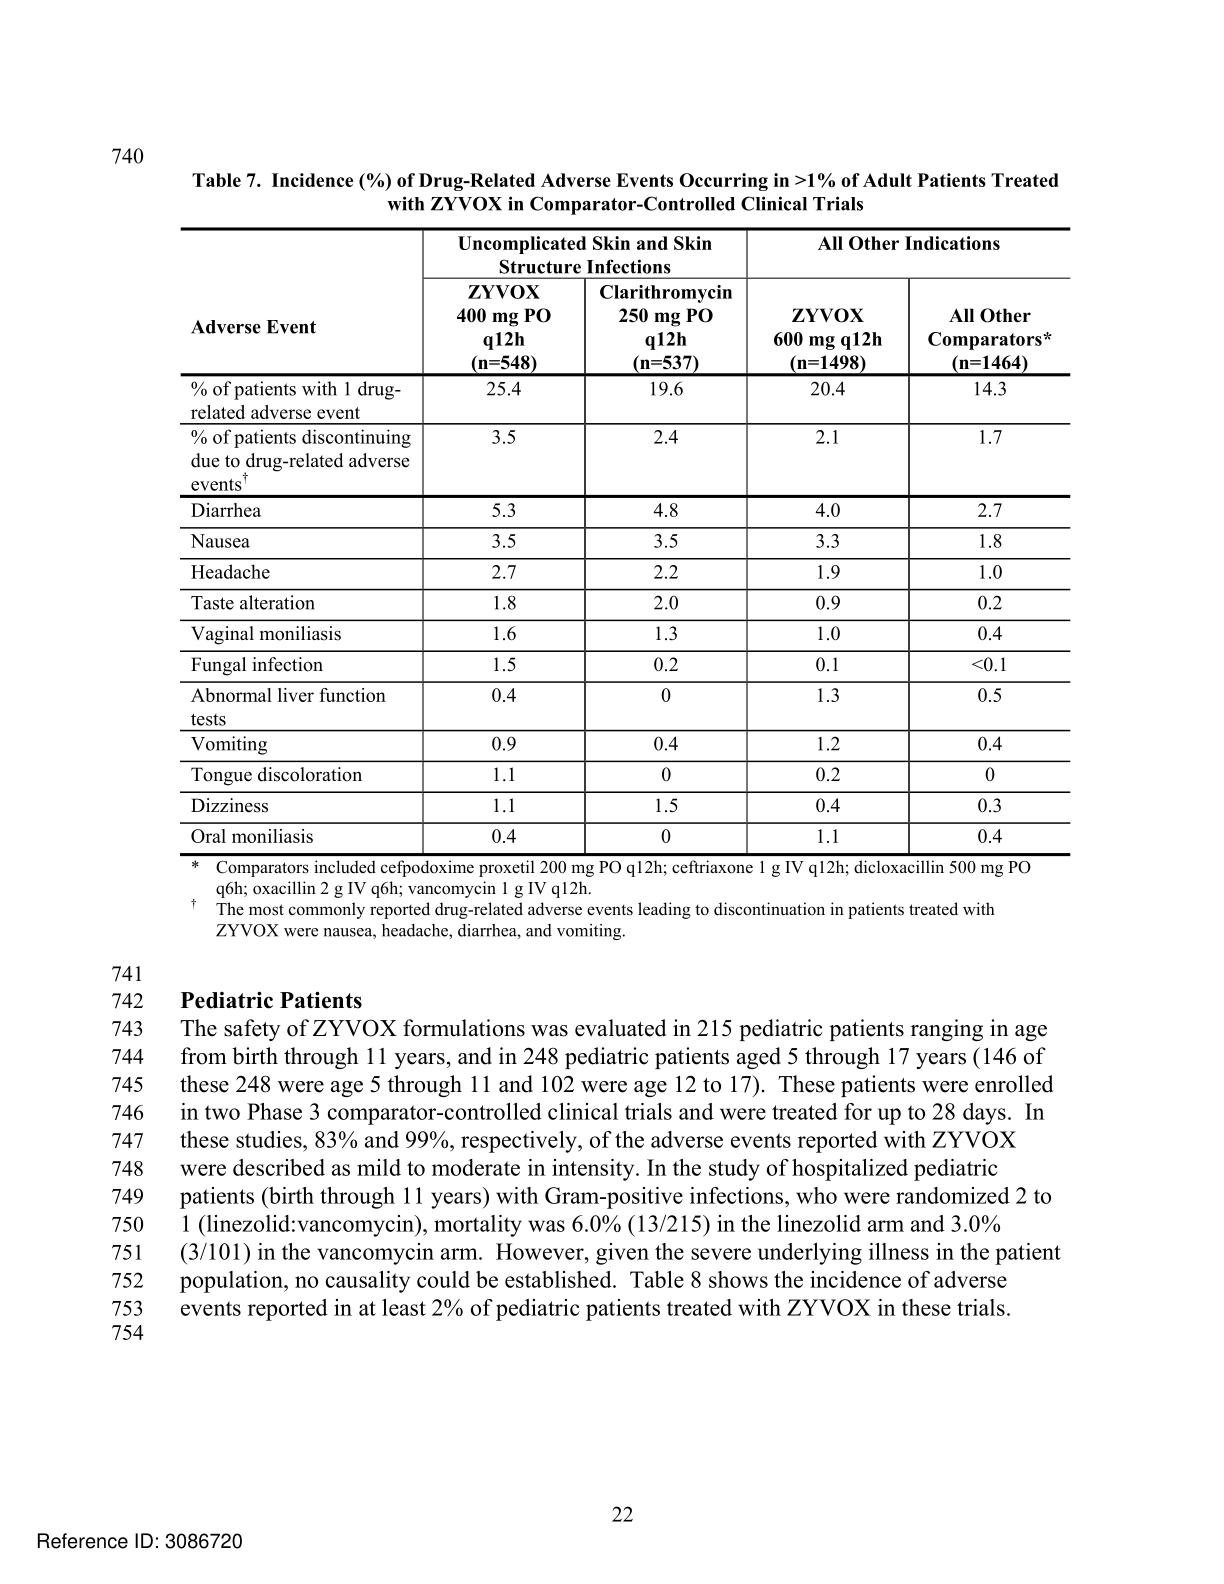 740
Table 7. Incidence (%) of Drug-Related Adverse Events Occurring in >1% of Adult Patients Treated
with ZYVOX in Comparator-Controlled Clinical Trials
Uncomplicated Skin and Skin
Structure Infections
All Other Indications
Adverse Event
ZYVOX
400 mg PO
q12h
(n=548)
Clarithromycin
250 mg PO
q12h
(n=537)
ZYVOX
600 mg q12h
(n=1498)
All Other
Comparators*
(n=1464)
% of patients with 1 drug- 25.4 19.6 20.4 14.3
related adverse event
% of patients discontinuing 3.5 2.4 2.1 1.7
due to drug-related adverse
events†
Diarrhea 5.3 4.8 4.0 2.7
Nausea 3.5 3.5 3.3 1.8
Headache 2.7 2.2 1.9 1.0
Taste alteration 1.8 2.0 0.9 0.2
Vaginal moniliasis 1.6 1.3 1.0 0.4
Fungal infection 1.5 0.2 0.1 <0.1
Abnormal liver function 0.4 0 1.3 0.5
tests
Vomiting 0.9 0.4 1.2 0.4
Tongue discoloration 1.1 0 0.2 0
Dizziness 1.1 1.5 0.4 0.3
Oral moniliasis 0.4 0 1.1 0.4
* Comparators included cefpodoxime proxetil 200 mg PO q12h; ceftriaxone 1 g IV q12h; dicloxacillin 500 mg PO
q6h; oxacillin 2 g IV q6h; vancomycin 1 g IV q12h.
† The most commonly reported drug-related adverse events leading to discontinuation in patients treated with
ZYVOX were nausea, headache, diarrhea, and vomiting.
741
742 Pediatric Patients
743 The safety of ZYVOX formulations was evaluated in 215 pediatric patients ranging in age
744 from birth through 11 years, and in 248 pediatric patients aged 5 through 17 years (146 of
745 these 248 were age 5 through 11 and 102 were age 12 to 17). These patients were enrolled
746 in two Phase 3 comparator-controlled clinical trials and were treated for up to 28 days. In
747 these studies, 83% and 99%, respectively, of the adverse events reported with ZYVOX
748 were described as mild to moderate in intensity. In the study of hospitalized pediatric
749 patients (birth through 11 years) with Gram-positive infections, who were randomized 2 to
750 1 (linezolid:vancomycin), mortality was 6.0% (13/215) in the linezolid arm and 3.0%
751 (3/101) in the vancomycin arm. However, given the severe underlying illness in the patient
752 population, no causality could be established. Table 8 shows the incidence of adverse
753 events reported in at least 2% of pediatric patients treated with ZYVOX in these trials.
754
22
Reference ID: 3086720